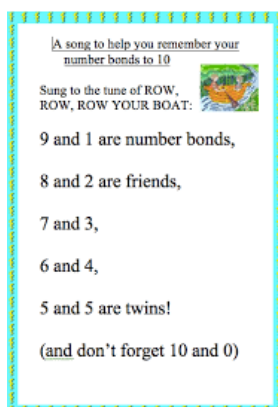 A song to help you remember your
number bonds to 10
Sung to the tune of ROW,
ROW, ROW YOUR BOAT:
9 and 1 are number bonds,
8 and 2 are friends,
7 and 3,
6 and 4,
5 and 5 are twins!
(and don't forget 10 and 0)